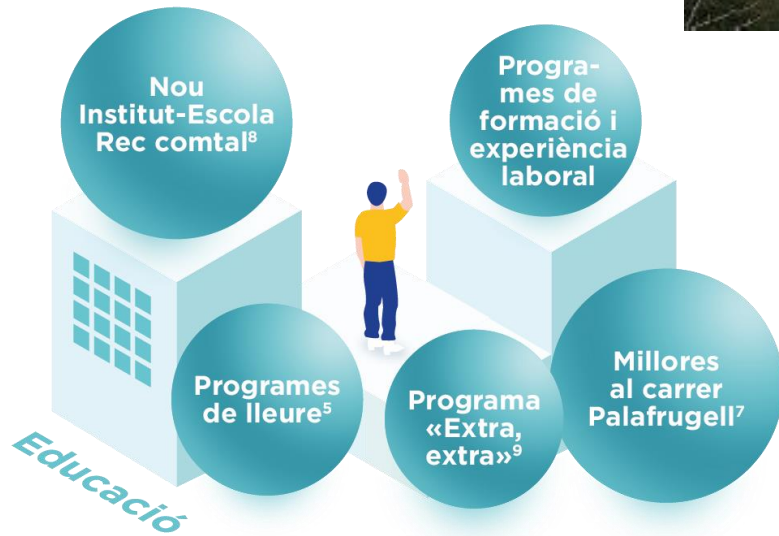 Nou
Institut-Escola
Rec comtal⁸
Progra-
mes de
formació i
experiència
laboral
Programes
de lleure⁵
Programa
«Extra,
extra»⁹
Millores
al carrer
Palafrugell⁷
Educació